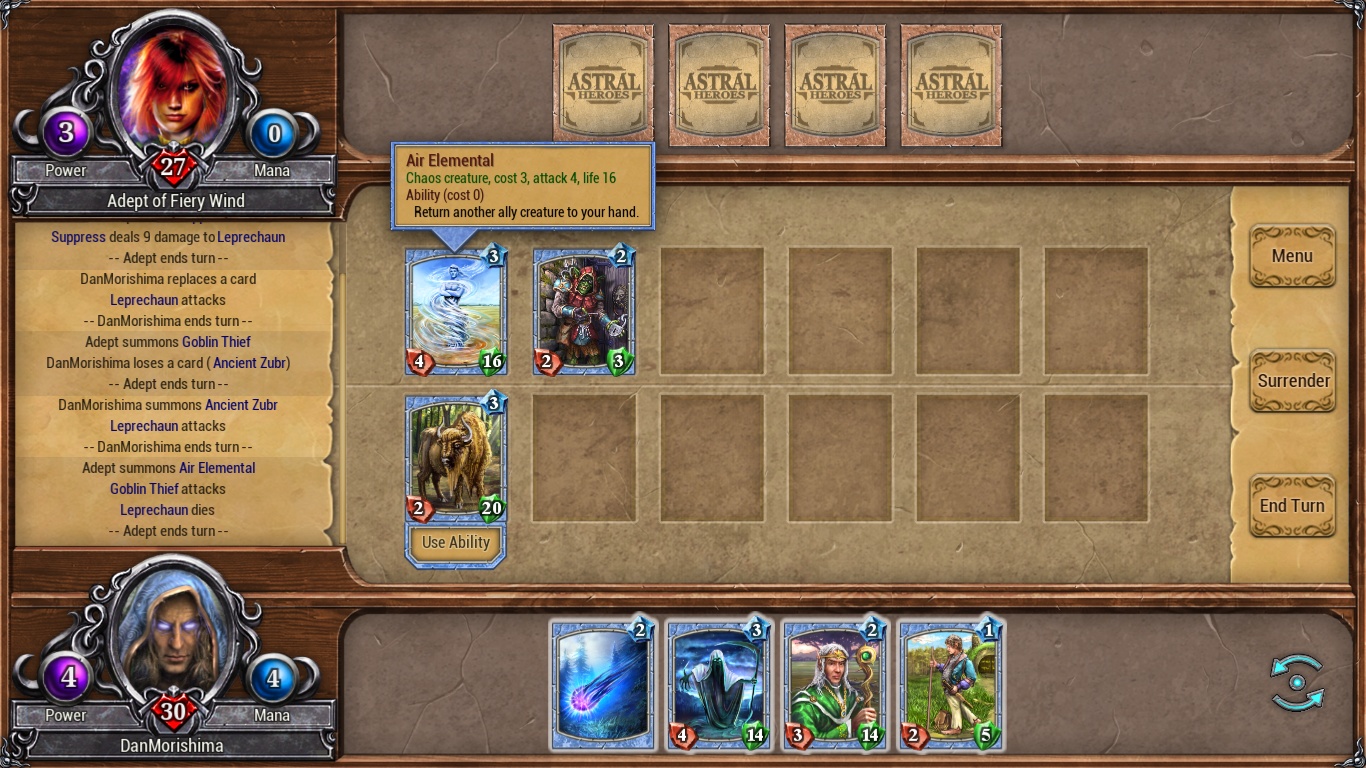 3
0
Power
27
Mana
Adept of Fiery Wind
ASTRAL
HEROES
ASTRAL
HEROES
ASTRAL
HEROES
ASTRAL
HEROES
Air Elemental
Chaos creature, cost 3, attack 4, life 16
Ability (cost 0)
Return another ally creature to your hand.
Suppress deals 9 damage to Leprechaun
-- Adept ends turn --
DanMorishima replaces a card
Leprechaun attacks
-- DanMorishima ends turn --
Adept summons Goblin Thief
DanMorishima loses a card ( Ancient Zubr)
-- Adept ends turn --
DanMorishima summons Ancient Zubr
Leprechaun attacks
-- DanMorishima ends turn --
Adept summons Air Elemental
Goblin Thief attacks
Leprechaun dies
-- Adept ends turn --
3
4
16
2
2
3
3
2
20
Use Ability
Menu
Surrender
End Turn
4
4
Power
30
Mana
DanMorishima
2
3
4
14
2
3
14
1
2
5